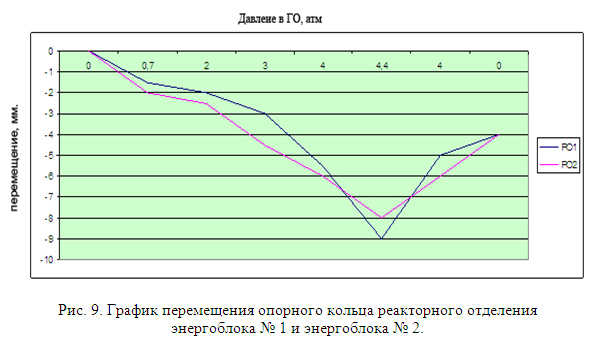 Давлеие в ГО, атм
перемещение, мм.
0
-1
-2
-3
-4
-5
-6
-7
-8
-9
-10
0 0,7 2 3 4 4,4 4 0
РО1
РО2
Рис. 9. График перемещения опорного кольца реакторного отделения
энергоблока № 1 и энергоблока № 2.